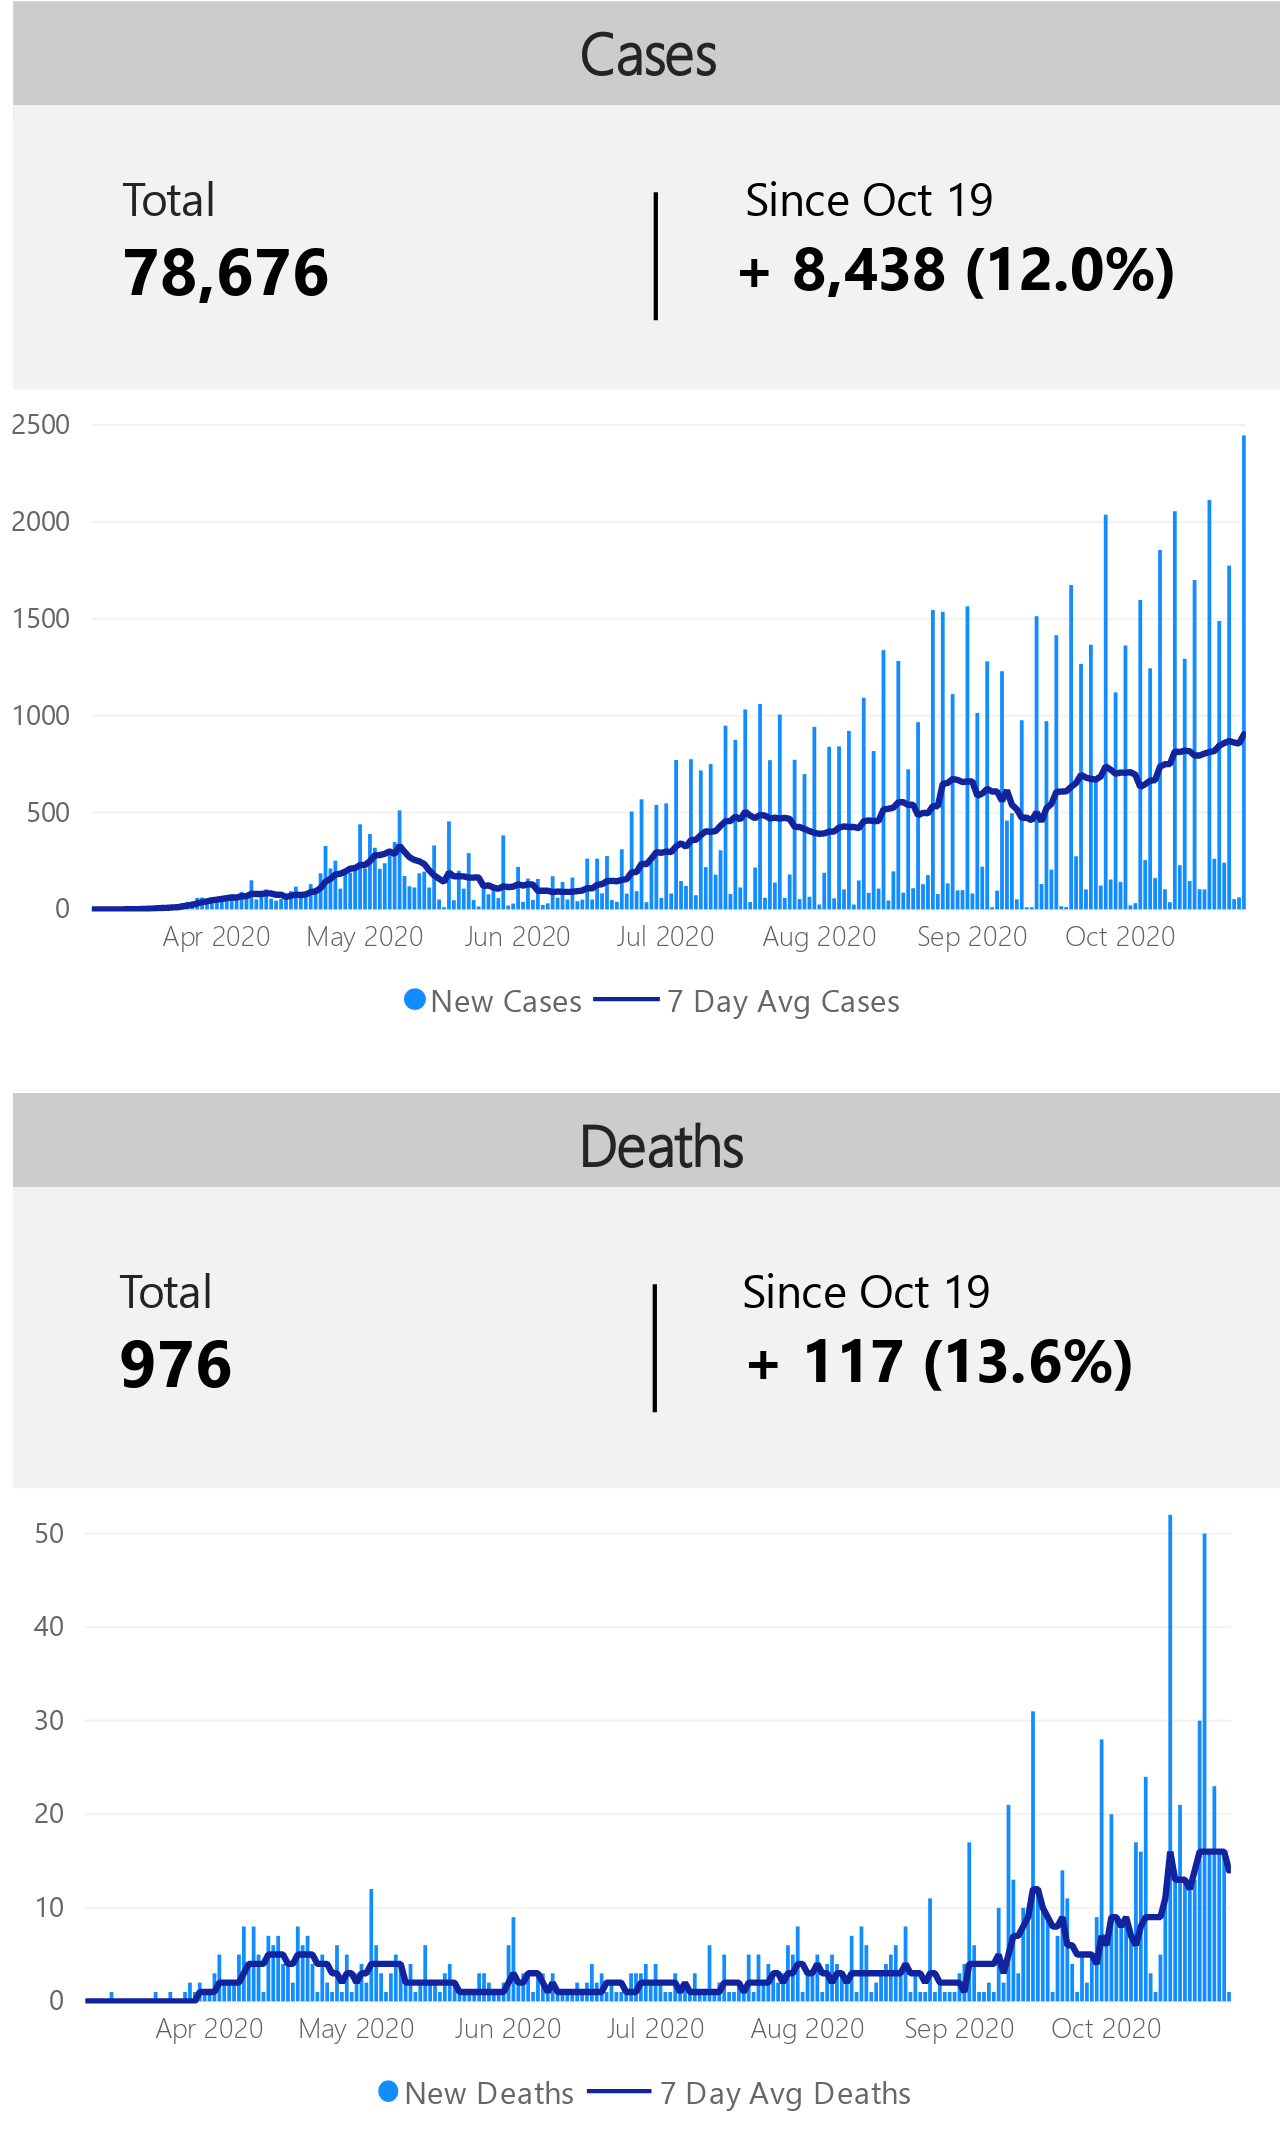 Cases
Total
Since Oct 19
78,676
+ 8,438 (12.0%)
2500
2000
1500
1000
500
0
Apr 2020 May 2020 Jun 2020 Jul 2020 Aug 2020 Sep 2020 Oct 2020
New Cases 7 Day Avg Cases
Deaths
Total
Since Oct 19
976
+ 117 (13.6%)
50
40
30
20
10
0
Apr 2020 May 2020 Jun 2020 Jul 2020 Aug 2020 Sep 2020 Oct 2020
New Deaths 7 Day Avg Deaths